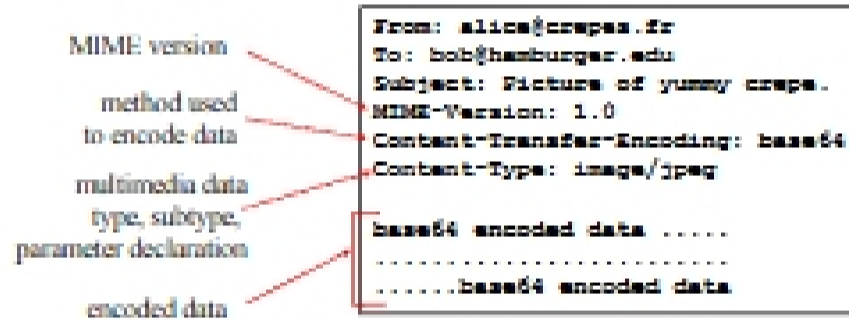 MIME version
method used
to encode data
multimedia data
type, subtype,
parameter declaration
encoded data
From: alice@crepes.fr
To: bob@hamburger.edu
Subject: Picture of yummy crepe.
MIME-Version: 1.0
Content-Transfer-Encoding: base64
Content-Type: image/jpeg
base64 encoded data .....
.........................
......base64 encoded data